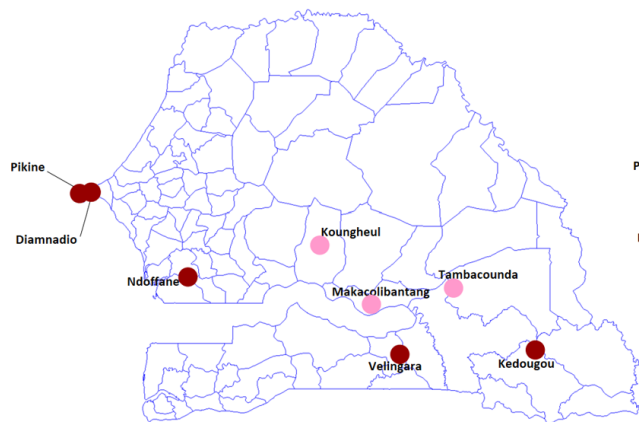 Pikine
Diamnadio
Koungheul
Ndoffane
Tambacounda
Makacolibantang
Velingara
Kedougou
P